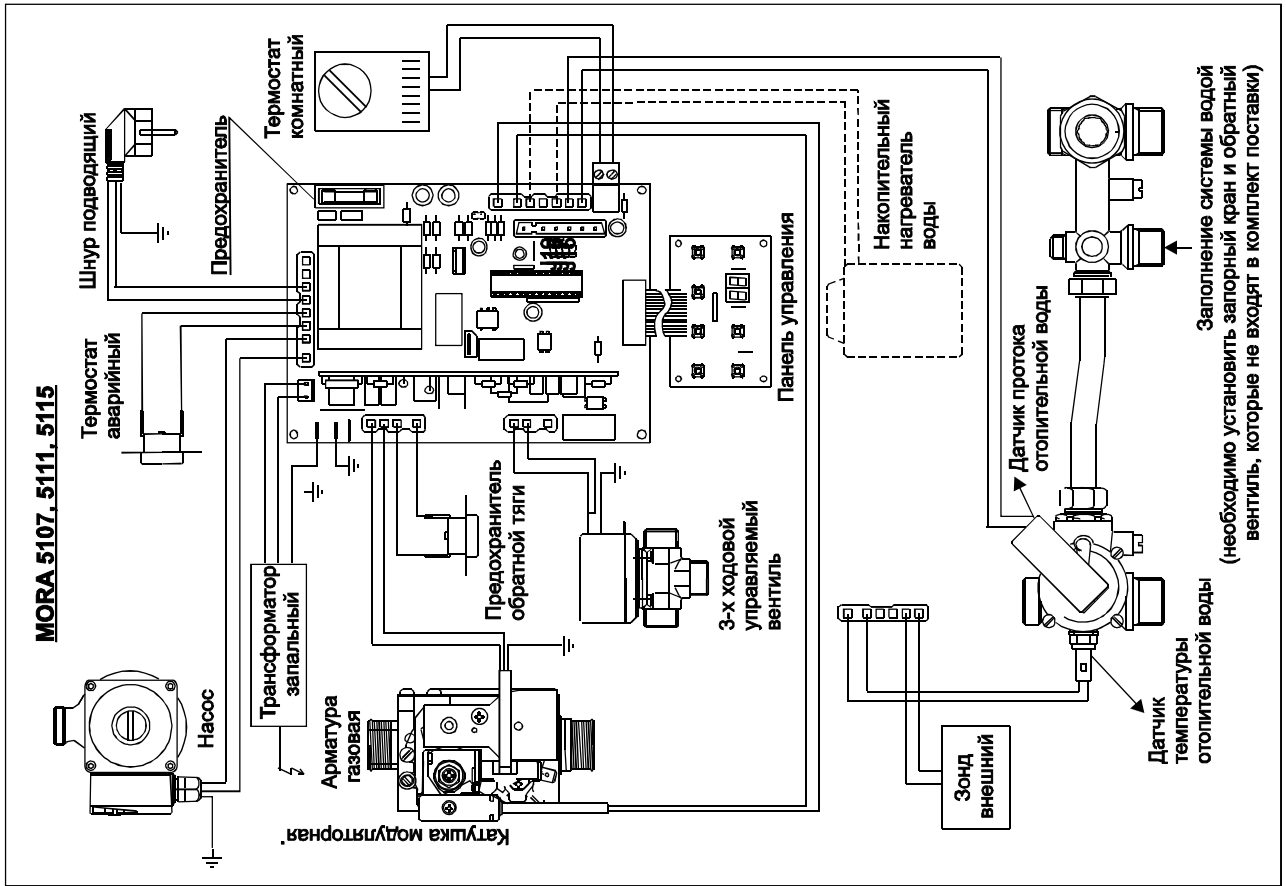 MORA 5107, 5111, 5115
Насос
Трансформатор
запальный
Термостат
аварийный
Шнур подводящий
Предохранитель
Термостат
комнатный
Арматура
газовая
Катушка модуляторная
Предохранитель
обратной тяги
3-х ходовой
управляемый
вентиль
Панель управления
Накопительный
нагреватель
воды
Зонд
внешний
Датчик
температуры
отопительной воды
Датчик протока
отопительной воды
Заполнение системы водой
(необходимо установить запорный кран и обратный
вентиль, которые не входят в комплект поставки)